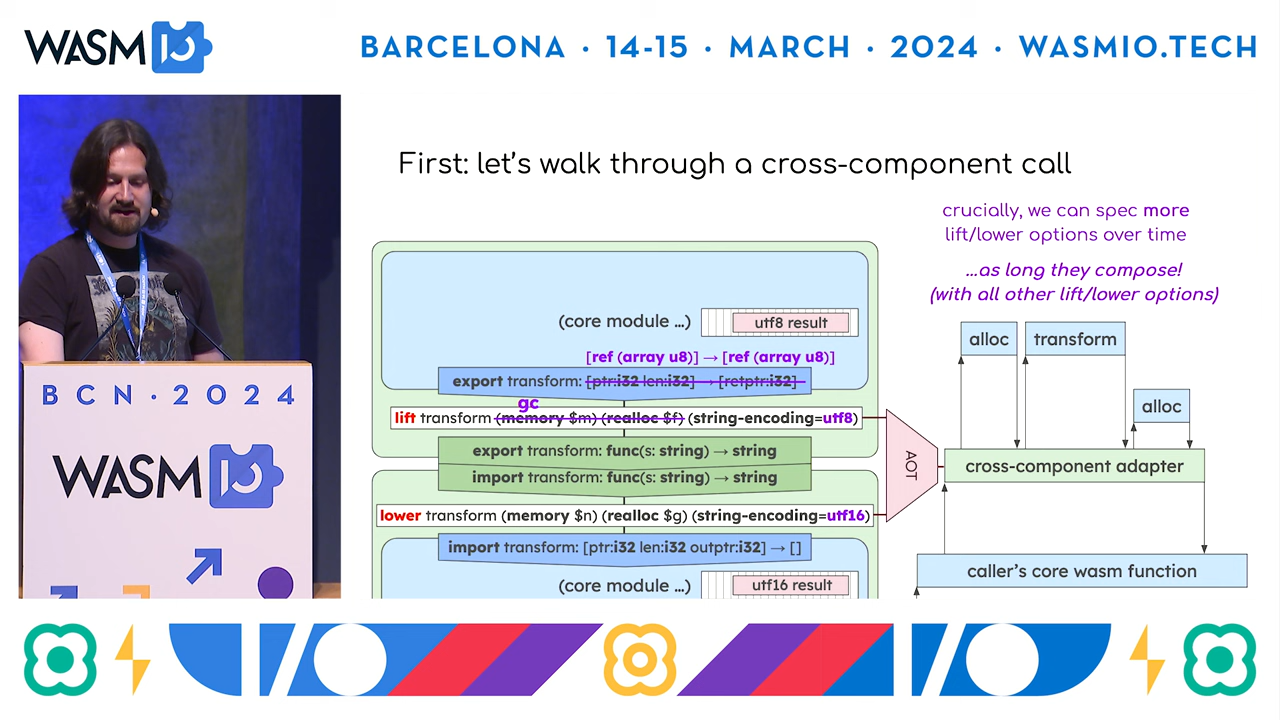 WASM IO
BARCELONA · 14-15 · MARCH · 2024 · WASMIO.TECH
BCN·2024
WASM IO
First: let's walk through a cross-component call
crucially, we can spec more
lift/lower options over time
...as long they compose!
(with all other lift/lower options)
(core module ...)
utf8 result
[ref (array u8)] → [ref (array u8)]
export transform: [ptr:i32 len:i32] → [retptr:i32]
gc
lift transform (memory $m) (realloc $f) (string-encoding=utf8)
export transform: func(s: string) → string
import transform: func(s: string) → string
lower transform (memory $n) (realloc $g) (string-encoding=utf16)
import transform: [ptr:i32 len:i32 outptr:i32] → []
(core module ...)
utf16 result
AOT
alloc
transform
alloc
cross-component adapter
caller's core wasm function